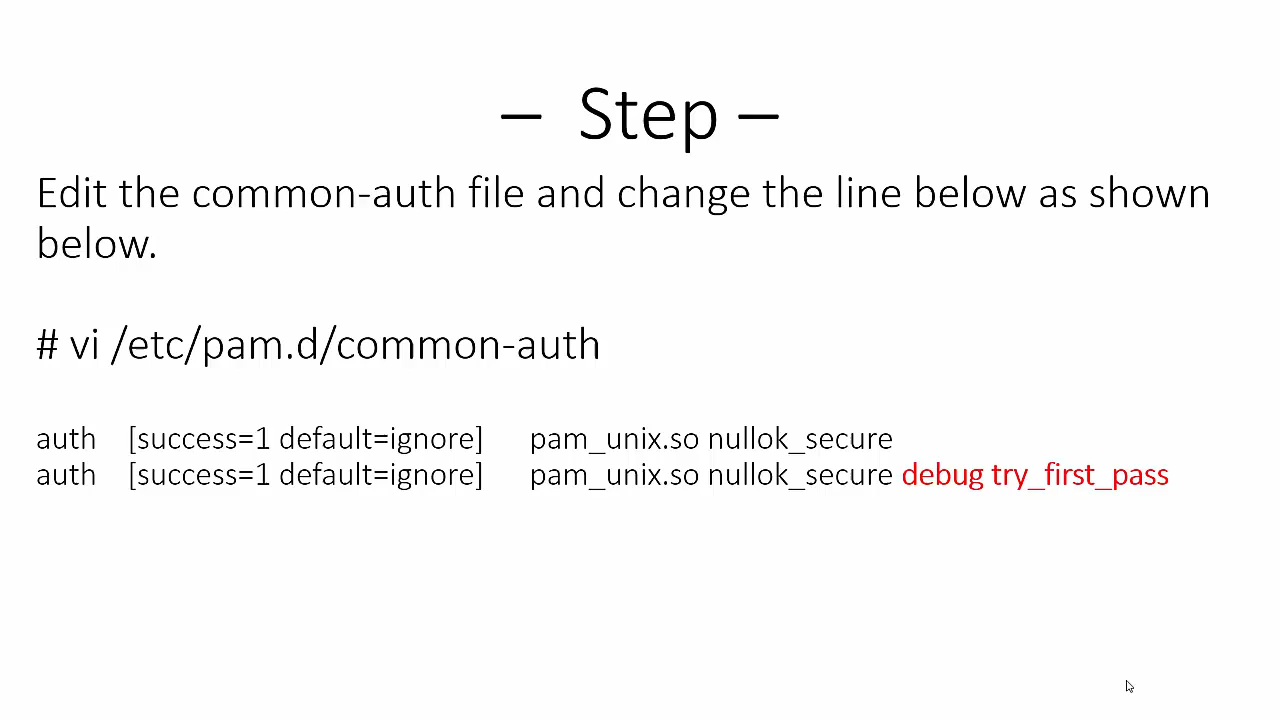 – Step –
Edit the common-auth file and change the line below as shown
below.
# vi /etc/pam.d/common-auth
auth [success=1 default=ignore] pam_unix.so nullok_secure
auth [success=1 default=ignore] pam_unix.so nullok_secure debug try_first_pass